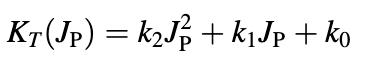 K_T(J_P) = k_2J_P^2 + k_1J_P + k_0